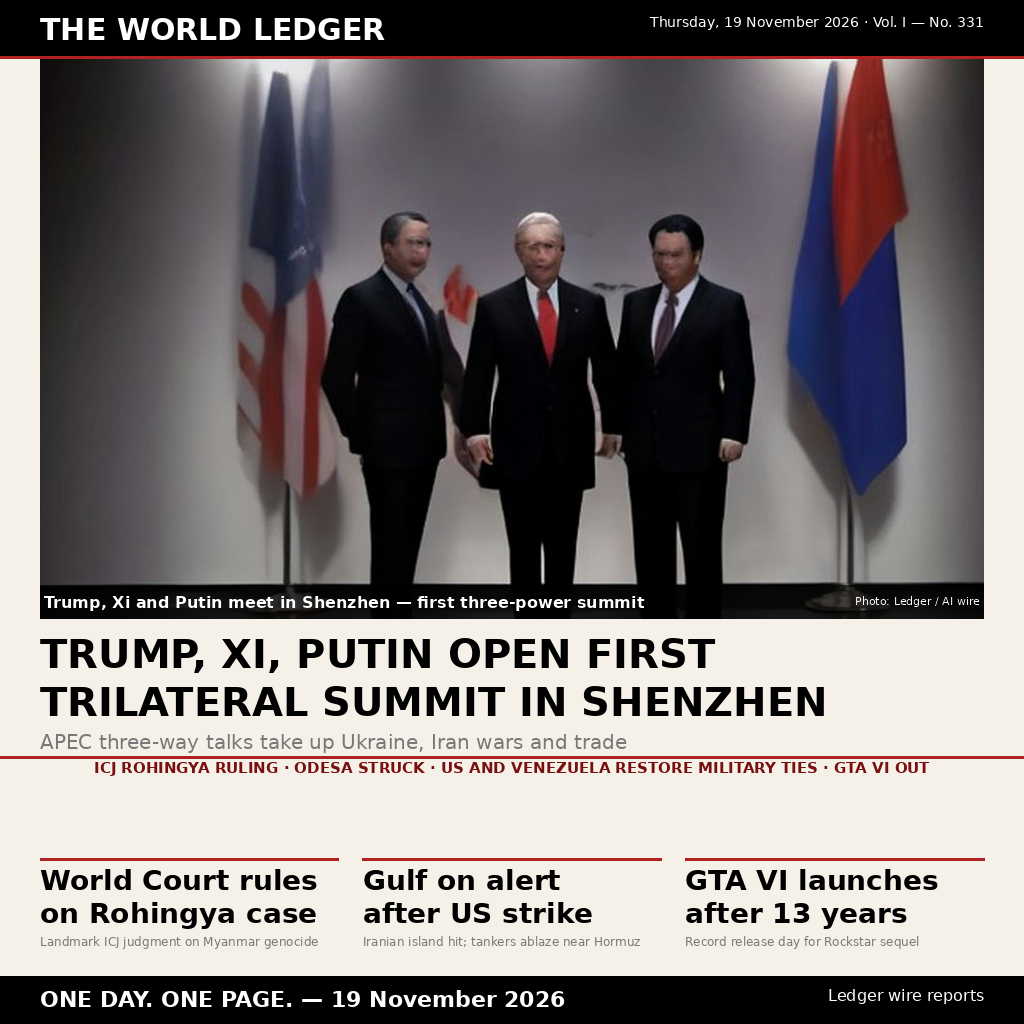 THE WORLD LEDGER
Thursday, 19 November 2026 · Vol. I — No. 331
Trump, Xi and Putin meet in Shenzhen — first three-power summit
Photo: Ledger / AI wire
TRUMP, XI, PUTIN OPEN FIRST
TRILATERAL SUMMIT IN SHENZHEN
APEC three-way talks take up Ukraine, Iran wars and trade
ICJ ROHINGYA RULING · ODESA STRUCK · US AND VENEZUELA RESTORE MILITARY TIES · GTA VI OUT
World Court rules
on Rohingya case
Landmark ICJ judgment on Myanmar genocide
Gulf on alert
after US strike
Iranian island hit; tankers ablaze near Hormuz
GTA VI launches
after 13 years
Record release day for Rockstar sequel
ONE DAY. ONE PAGE. — 19 November 2026
Ledger wire reports